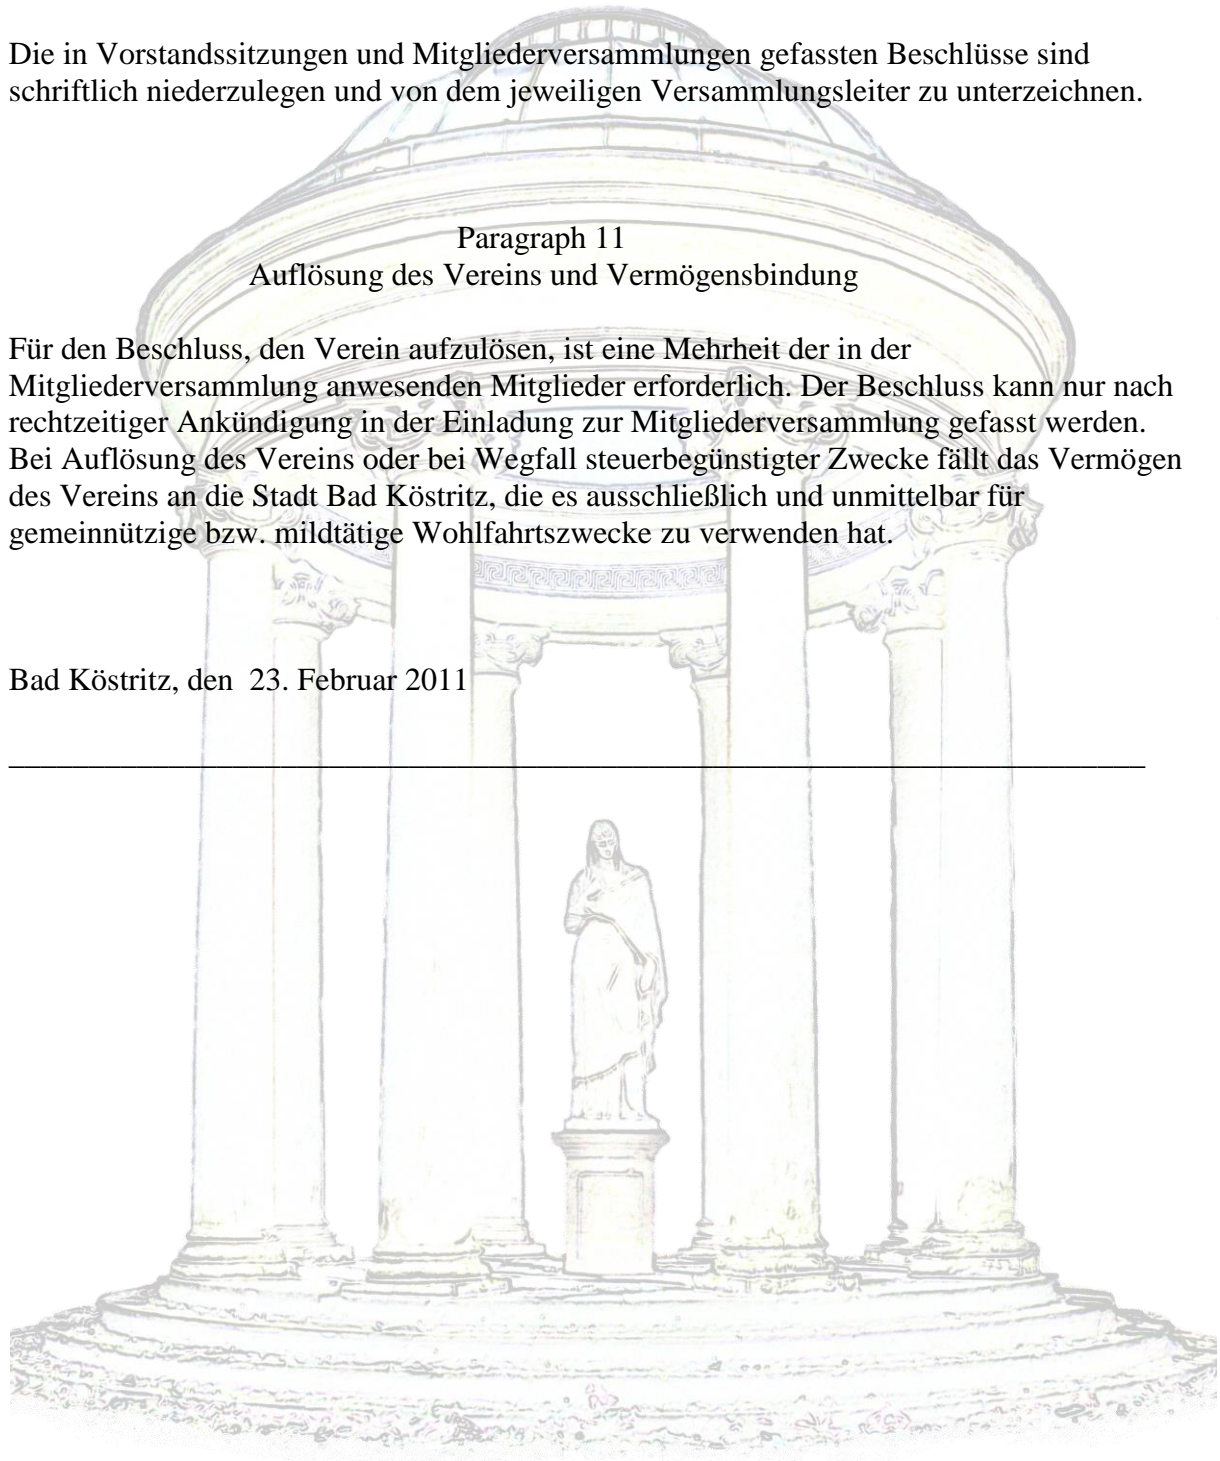 Die in Vorstandssitzungen und Mitgliederversammlungen gefassten Beschlüsse sind
schriftlich niederzulegen und von dem jeweiligen Versammlungsleiter zu unterzeichnen.
Paragraph 11
Auflösung des Vereins und Vermögensbindung
Für den Beschluss, den Verein aufzulösen, ist eine Mehrheit der in der
Mitgliederversammlung anwesenden Mitglieder erforderlich. Der Beschluss kann nur nach
rechtzeitiger Ankündigung in der Einladung zur Mitgliederversammlung gefasst werden.
Bei Auflösung des Vereins oder bei Wegfall steuerbegünstigter Zwecke fällt das Vermögen
des Vereins an die Stadt Bad Köstritz, die es ausschließlich und unmittelbar für
gemeinnützige bzw. mildtätige Wohlfahrtszwecke zu verwenden hat.
Bad Köstritz, den  23. Februar 2011